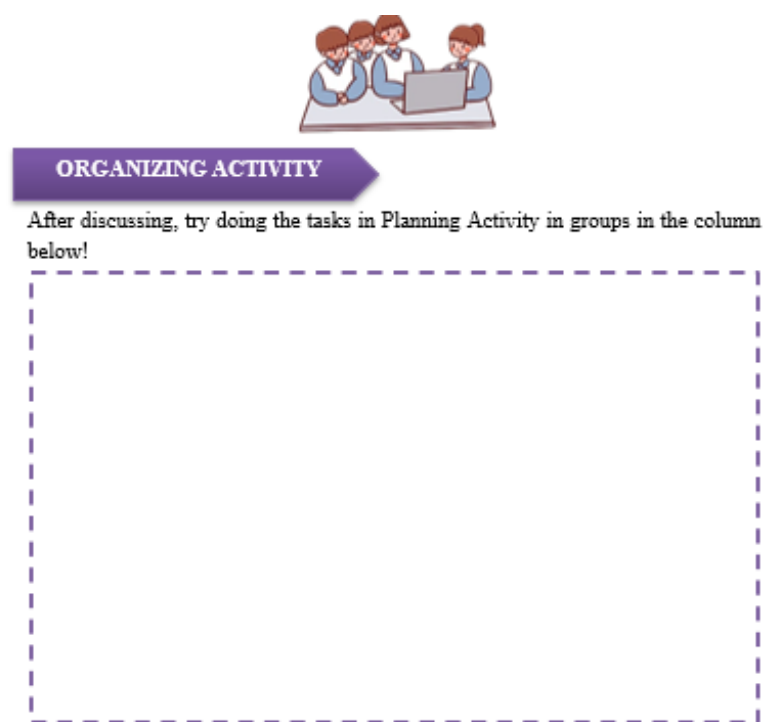 ORGANIZING ACTIVITY
After discussing, try doing the tasks in Planning Activity in groups in the column
below!